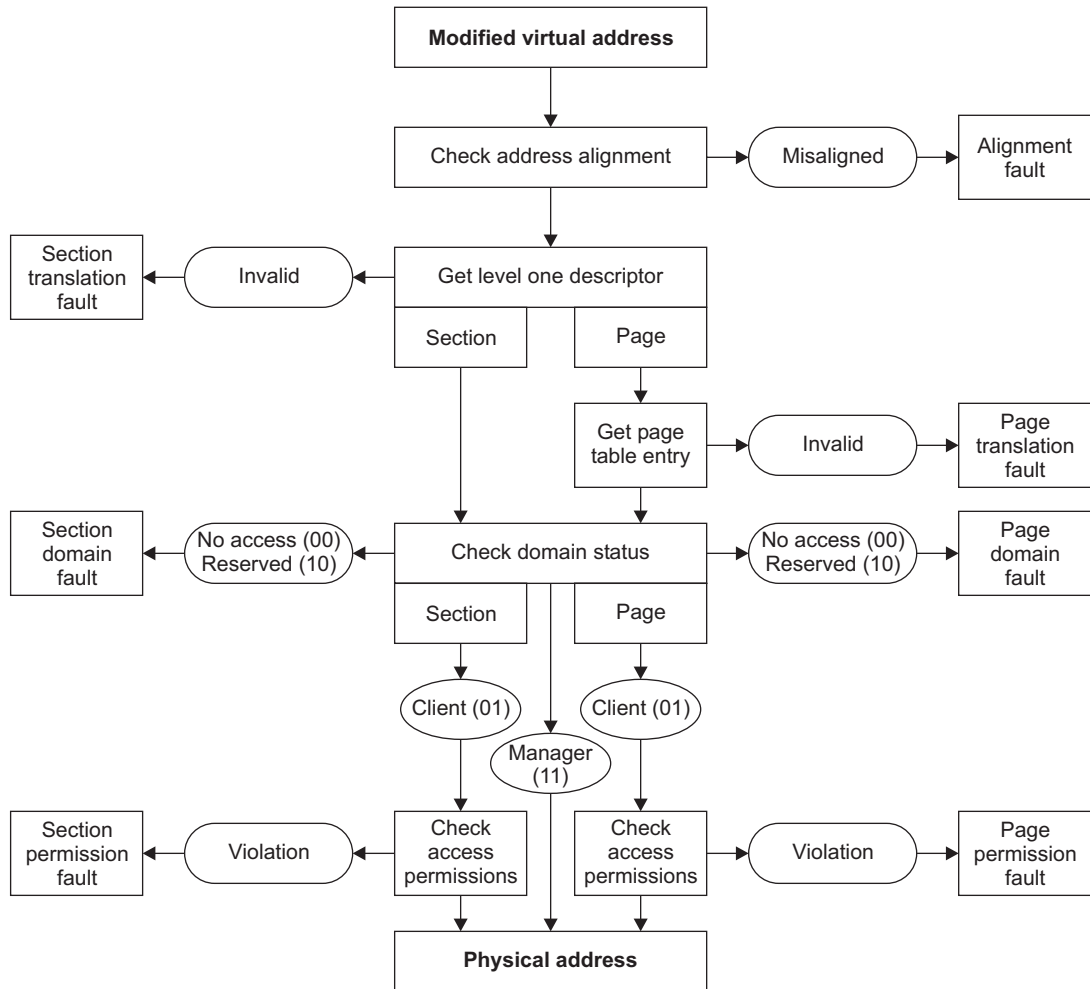 Modified virtual address
Check address alignment
Misaligned
Alignment
fault
Section
translation
fault
Invalid
Get level one descriptor
Section
Page
Get page
table entry
Invalid
Page
translation
fault
Section
domain
fault
No access (00)
Reserved (10)
Check domain status
No access (00)
Reserved (10)
Page
domain
fault
Section
Page
Client (01)
Client (01)
Manager
(11)
Section
permission
fault
Violation
Check
access
permissions
Check
access
permissions
Violation
Page
permission
fault
Physical address